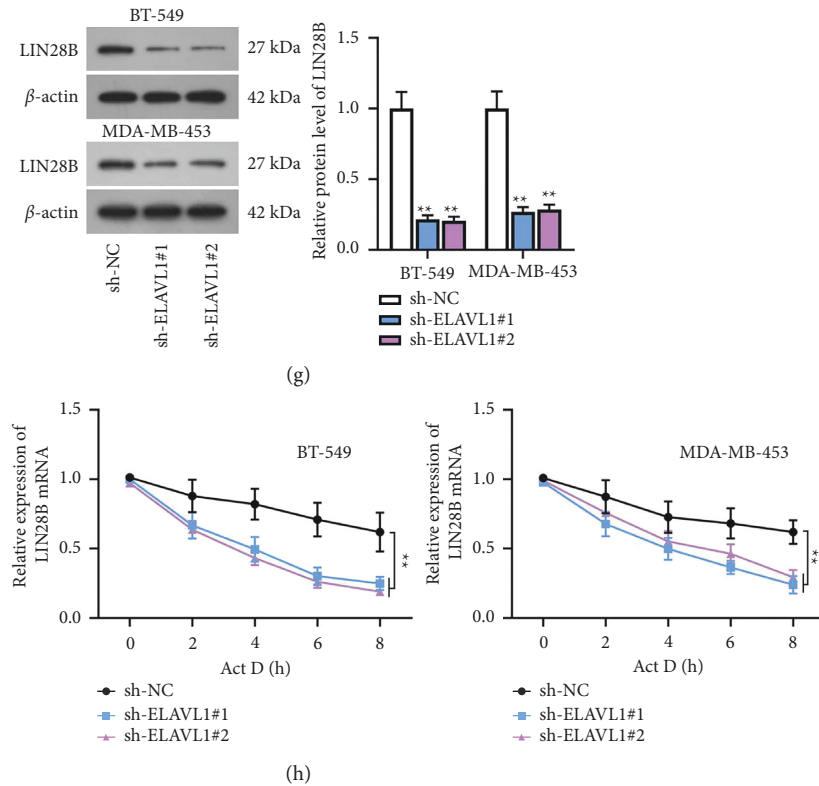 BT-549
LIN28B
27 kDa
β-actin
42 kDa
MDA-MB-453
LIN28B
27 kDa
β-actin
42 kDa
sh-NC
sh-ELAVL1#1
sh-ELAVL1#2
Relative protein level of LIN28B
1.5
1.0
0.5
0.0
**
**
**
**
BT-549
MDA-MB-453
sh-NC
sh-ELAVL1#1
sh-ELAVL1#2
(g)
Relative expression of
LIN28B mRNA
1.5
1.0
0.5
0.0
BT-549
**
0 2 4 6 8
Act D (h)
sh-NC
sh-ELAVL1#1
sh-ELAVL1#2
Relative expression of
LIN28B mRNA
1.5
1.0
0.5
0.0
MDA-MB-453
**
0 2 4 6 8
Act D (h)
sh-NC
sh-ELAVL1#1
sh-ELAVL1#2
(h)